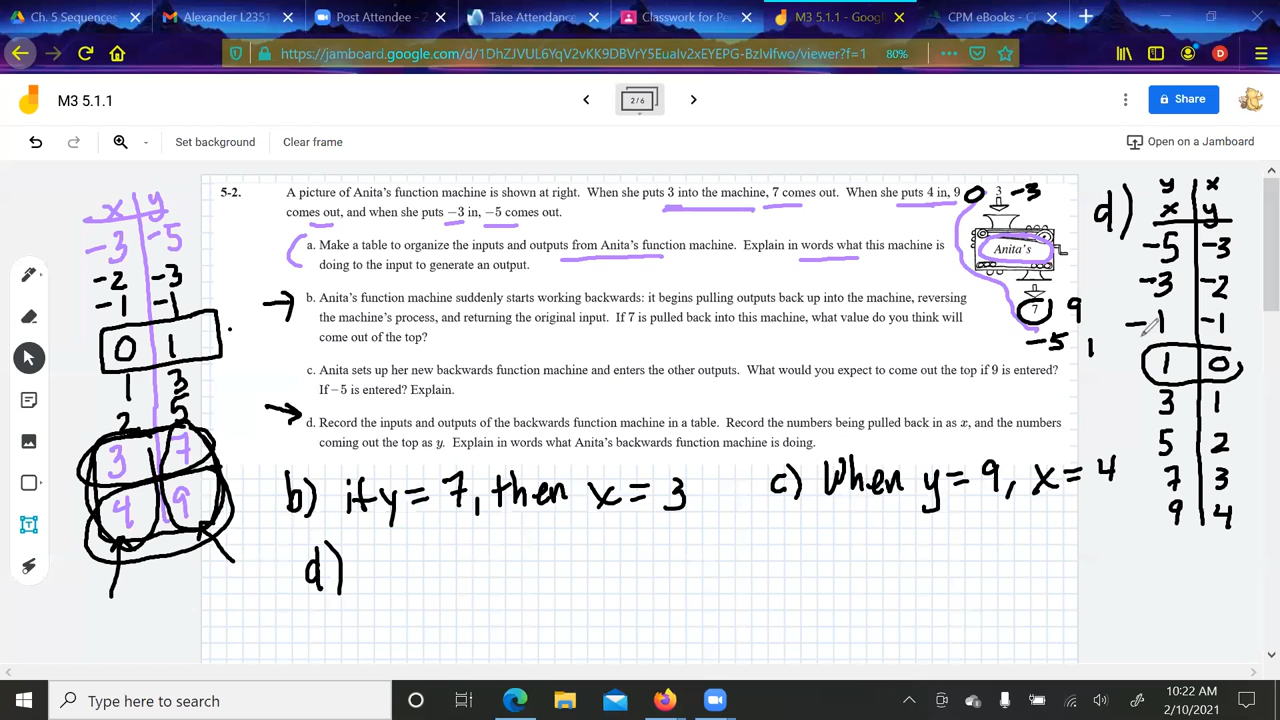 Ch. 5 Sequences
Alexander L2351
Post Attendee - Z
Take Attendance
Classwork for Pe
M3 5.1.1 - Goog
CPM eBooks - C
https://jamboard.google.com/d/1DhZJVUL6YqV2vKK9DBVrY5EuaIv2xEYEPG-BzIvlfwo/viewer?f=1
80%
M3 5.1.1
2/6
Share
Set background
Clear frame
Open on a Jamboard
5-2. A picture of Anita's function machine is shown at right. When she puts 3 into the machine, 7 comes out. When she puts 4 in, 9
comes out, and when she puts −3 in, −5 comes out.
a. Make a table to organize the inputs and outputs from Anita's function machine. Explain in words what this machine is
doing to the input to generate an output.
b. Anita's function machine suddenly starts working backwards: it begins pulling outputs back up into the machine, reversing
the machine's process, and returning the original input. If 7 is pulled back into this machine, what value do you think will
come out of the top?
c. Anita sets up her new backwards function machine and enters the other outputs. What would you expect to come out the top if 9 is entered?
If −5 is entered? Explain.
d. Record the inputs and outputs of the backwards function machine in a table. Record the numbers being pulled back in as x, and the numbers
coming out the top as y. Explain in words what Anita's backwards function machine is doing.
0 3 -3
Anita's
7 9
-5 1
x y
-3 -5
-2 -3
-1 -1
0 1
1 3
2 5
3 7
4 9
d)
y x
x y
-5 -3
-3 -2
-1 -1
1 0
3 1
5 2
7 3
9 4
b) if y = 7, then x = 3
c) When y = 9, x = 4
d)
Type here to search
10:22 AM
2/10/2021